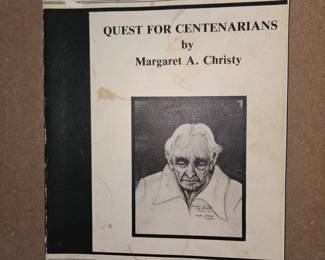 QUEST FOR CENTENARIANS
by
Margaret A. Christy